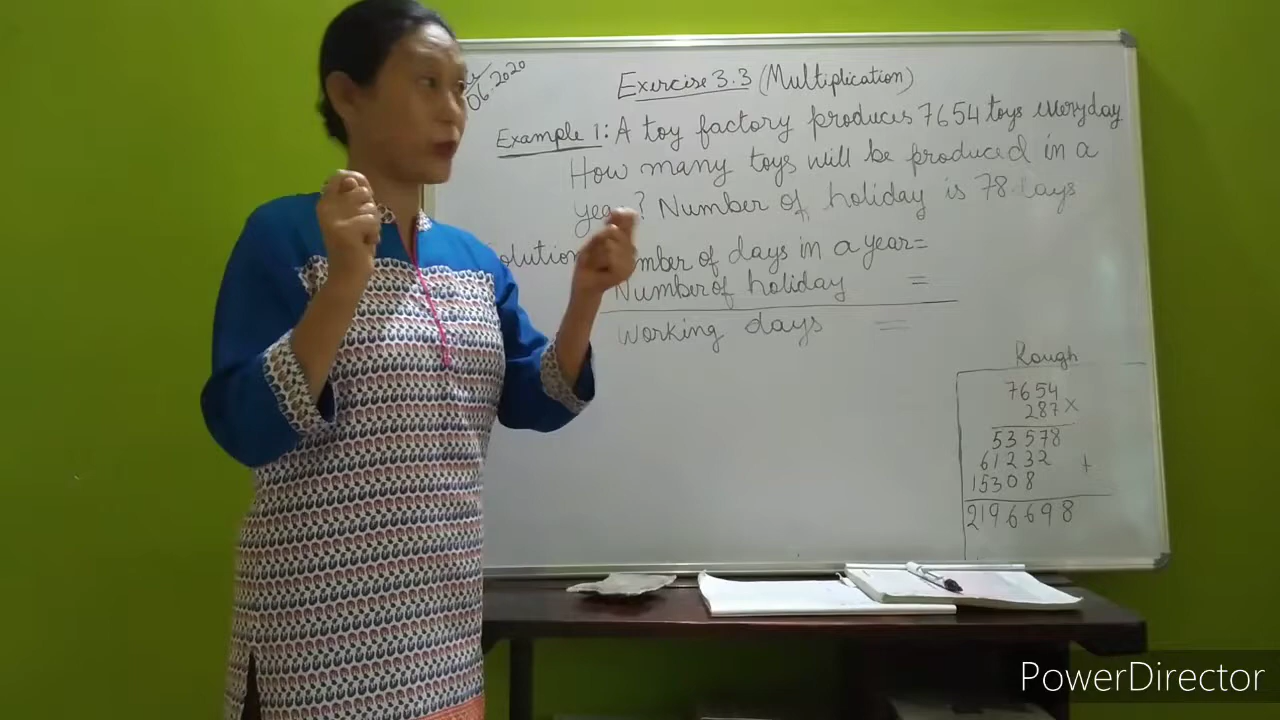 06.2020
Exercise 3.3 (Multiplication)
Example 1: A toy factory produces 7654 toys everyday
How many toys will be produced in a
year? Number of holiday is 78 days
Number of days in a year=
Number of holiday =
Working days =
Rough
7654
287 X
53578
61232 +
15308
2196698
PowerDirector